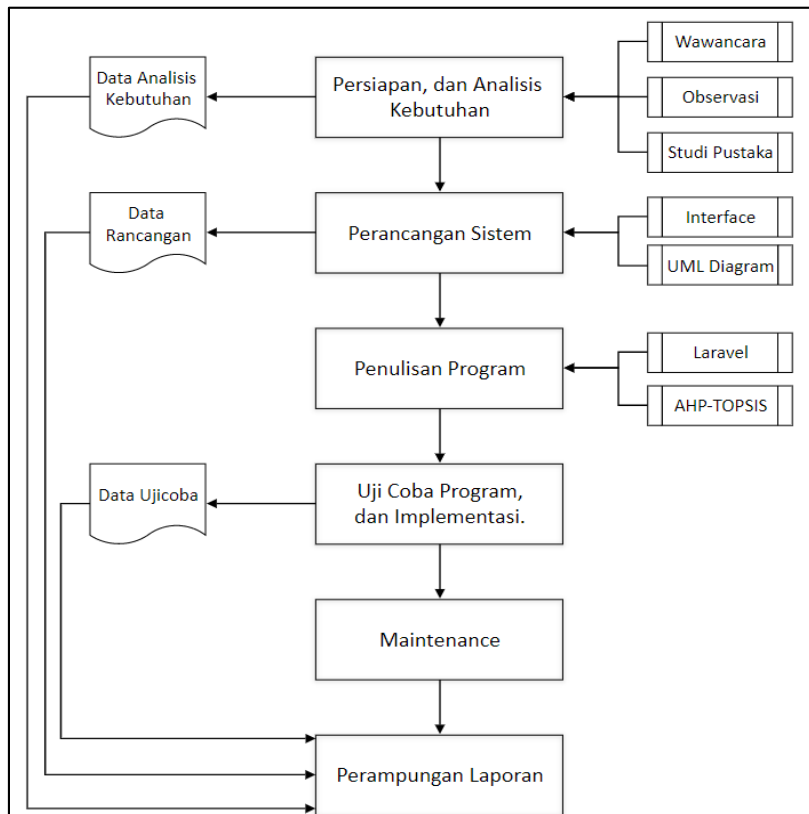 Data Analisis
Kebutuhan
Persiapan, dan Analisis
Kebutuhan
Wawancara
Observasi
Studi Pustaka
Data
Rancangan
Perancangan Sistem
Interface
UML Diagram
Penulisan Program
Laravel
AHP-TOPSIS
Data Ujicoba
Uji Coba Program,
dan Implementasi.
Maintenance
Perampungan Laporan